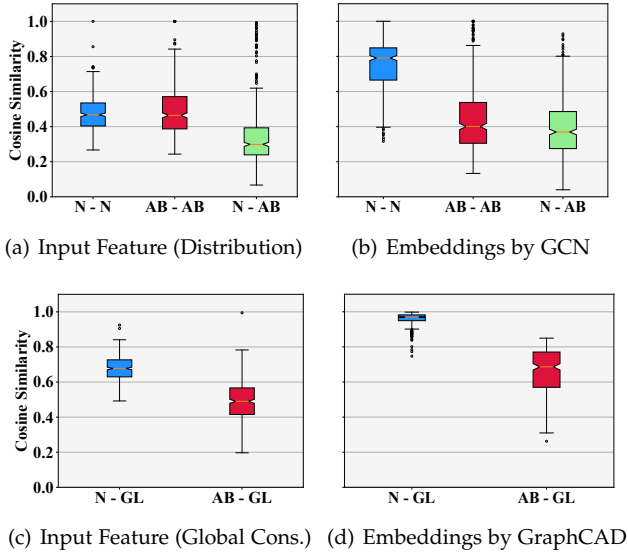 Cosine Similarity
1.0
0.8
0.6
0.4
0.2
0.0
N - N AB - AB N - AB
N - N AB - AB N - AB
(a) Input Feature (Distribution) (b) Embeddings by GCN
Cosine Similarity
1.0
0.8
0.6
0.4
0.2
0.0
N - GL AB - GL
N - GL AB - GL
(c) Input Feature (Global Cons.) (d) Embeddings by GraphCAD